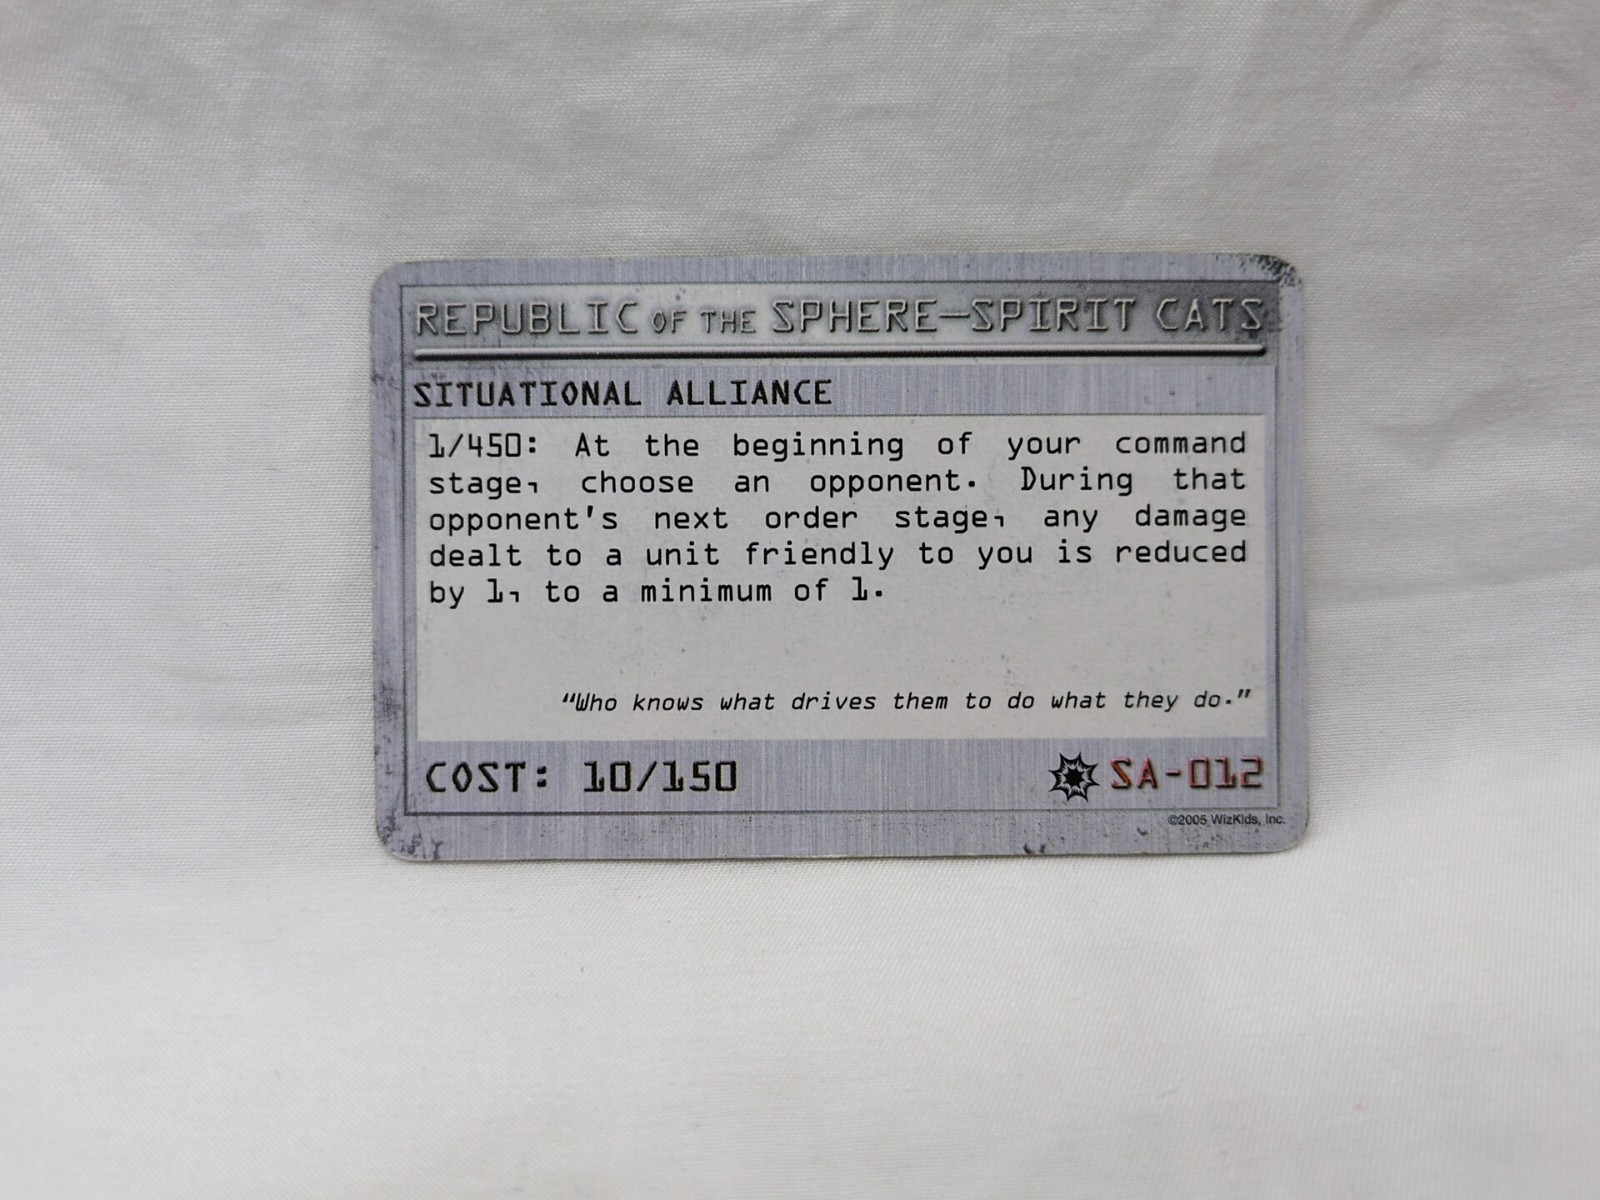 REPUBLIC OF THE SPHERE—SPIRIT CATS
SITUATIONAL ALLIANCE
1/450: At the beginning of your command
stage, choose an opponent. During that
opponent's next order stage, any damage
dealt to a unit friendly to you is reduced
by 1, to a minimum of 1.
“Who knows what drives them to do what they do.”
COST: 10/150
SA-012
©2005 WizKids, Inc.